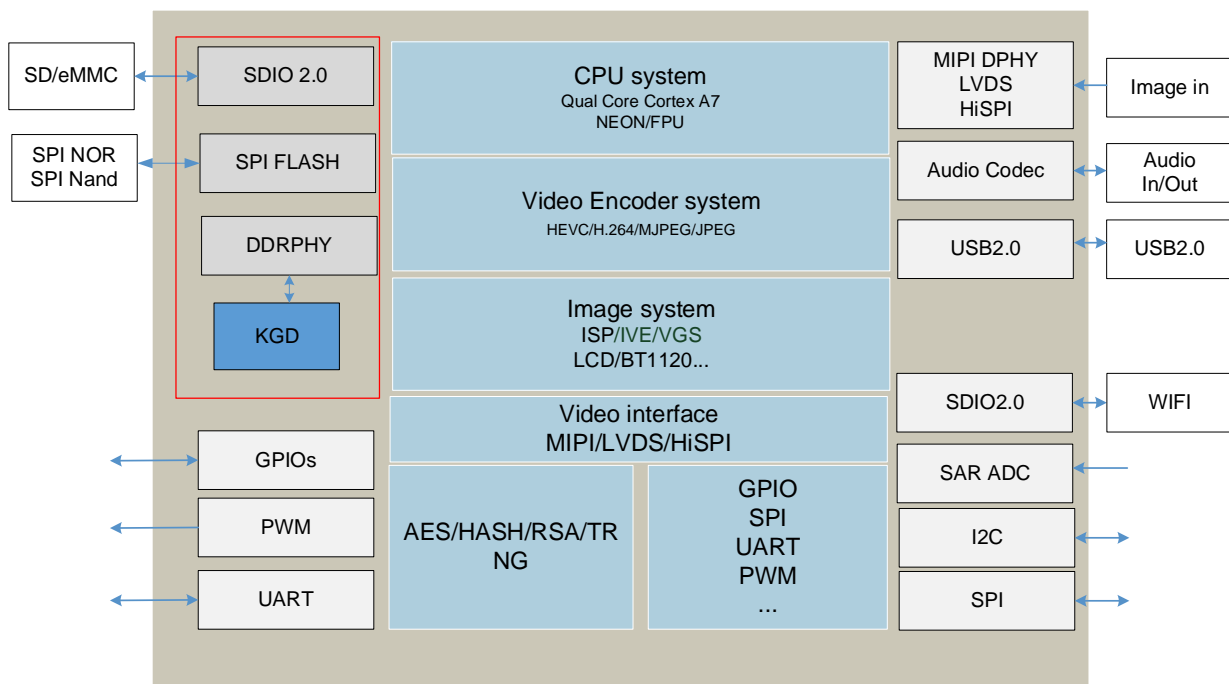 SD/eMMC
SPI NOR
SPI Nand
SDIO 2.0
SPI FLASH
DDRPHY
KGD
GPIOs
PWM
UART
CPU system
Qual Core Cortex A7
NEON/FPU
Video Encoder system
HEVC/H.264/MJPEG/JPEG
Image system
ISP/IVE/VGS
LCD/BT1120...
Video interface
MIPI/LVDS/HiSPI
AES/HASH/RSA/TR
NG
GPIO
SPI
UART
PWM
...
MIPI DPHY
LVDS
HiSPI
Audio Codec
USB2.0
SDIO2.0
SAR ADC
I2C
SPI
Image in
Audio
In/Out
USB2.0
WIFI